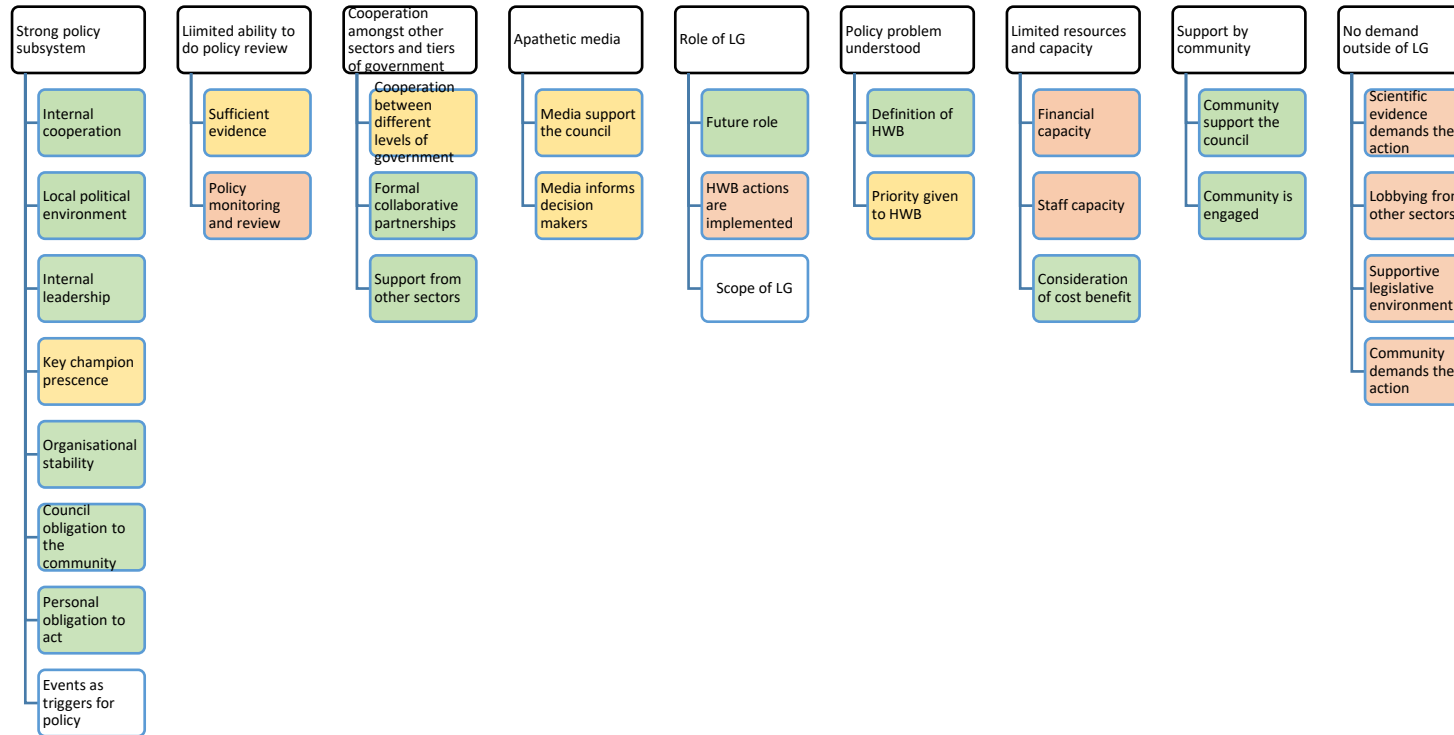 Strong policy
subsystem
Internal
cooperation
Local political
environment
Internal
leadership
Key champion
prescence
Organisational
stability
Council
obligation to
the
community
Personal
obligation to
act
Events as
triggers for
policy
Liimited ability to
do policy review
Sufficient
evidence
Policy
monitoring
and review
Cooperation
amongst other
sectors and tiers
of government
Cooperation
between
different
levels of
government
Formal
collaborative
partnerships
Support from
other sectors
Apathetic media
Media support
the council
Media informs
decision
makers
Role of LG
Future role
HWB actions
are
implemented
Scope of LG
Policy problem
understood
Definition of
HWB
Priority given
to HWB
Limited resources
and capacity
Financial
capacity
Staff capacity
Consideration
of cost benefit
Support by
community
Community
support the
council
Community is
engaged
No demand
outside of LG
Scientific
evidence
demands the
action
Lobbying from
other sectors
Supportive
legislative
environment
Community
demands the
action